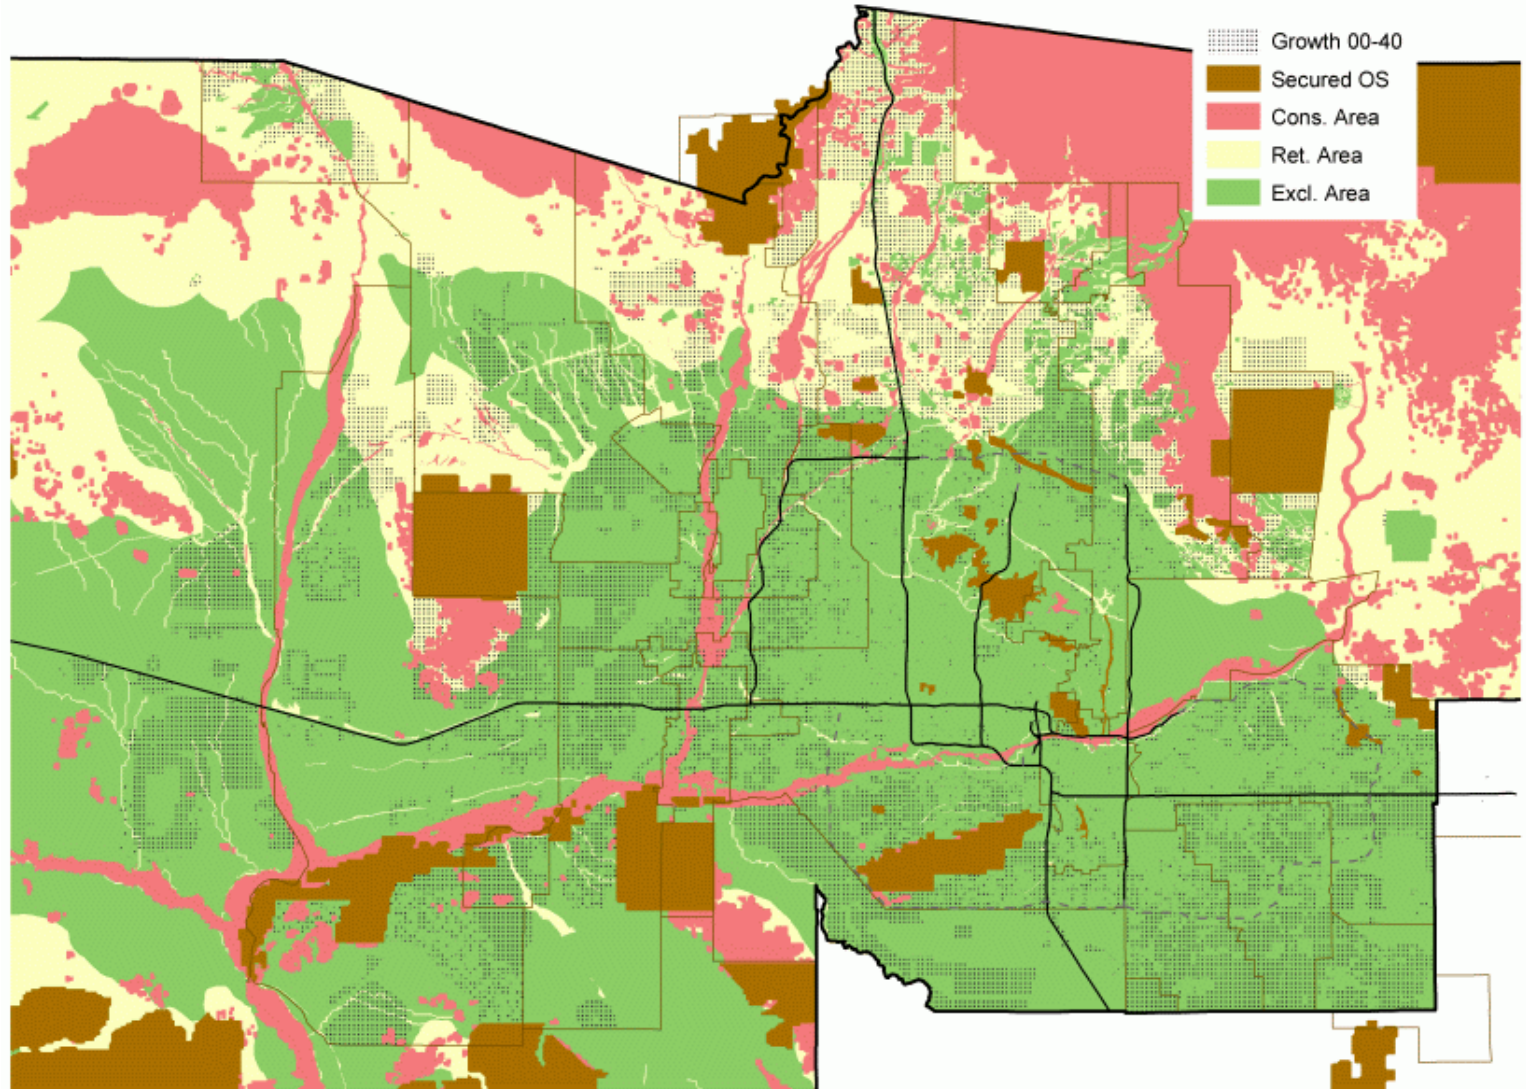 Growth 00-40
Secured OS
Cons. Area
Ret. Area
Excl. Area